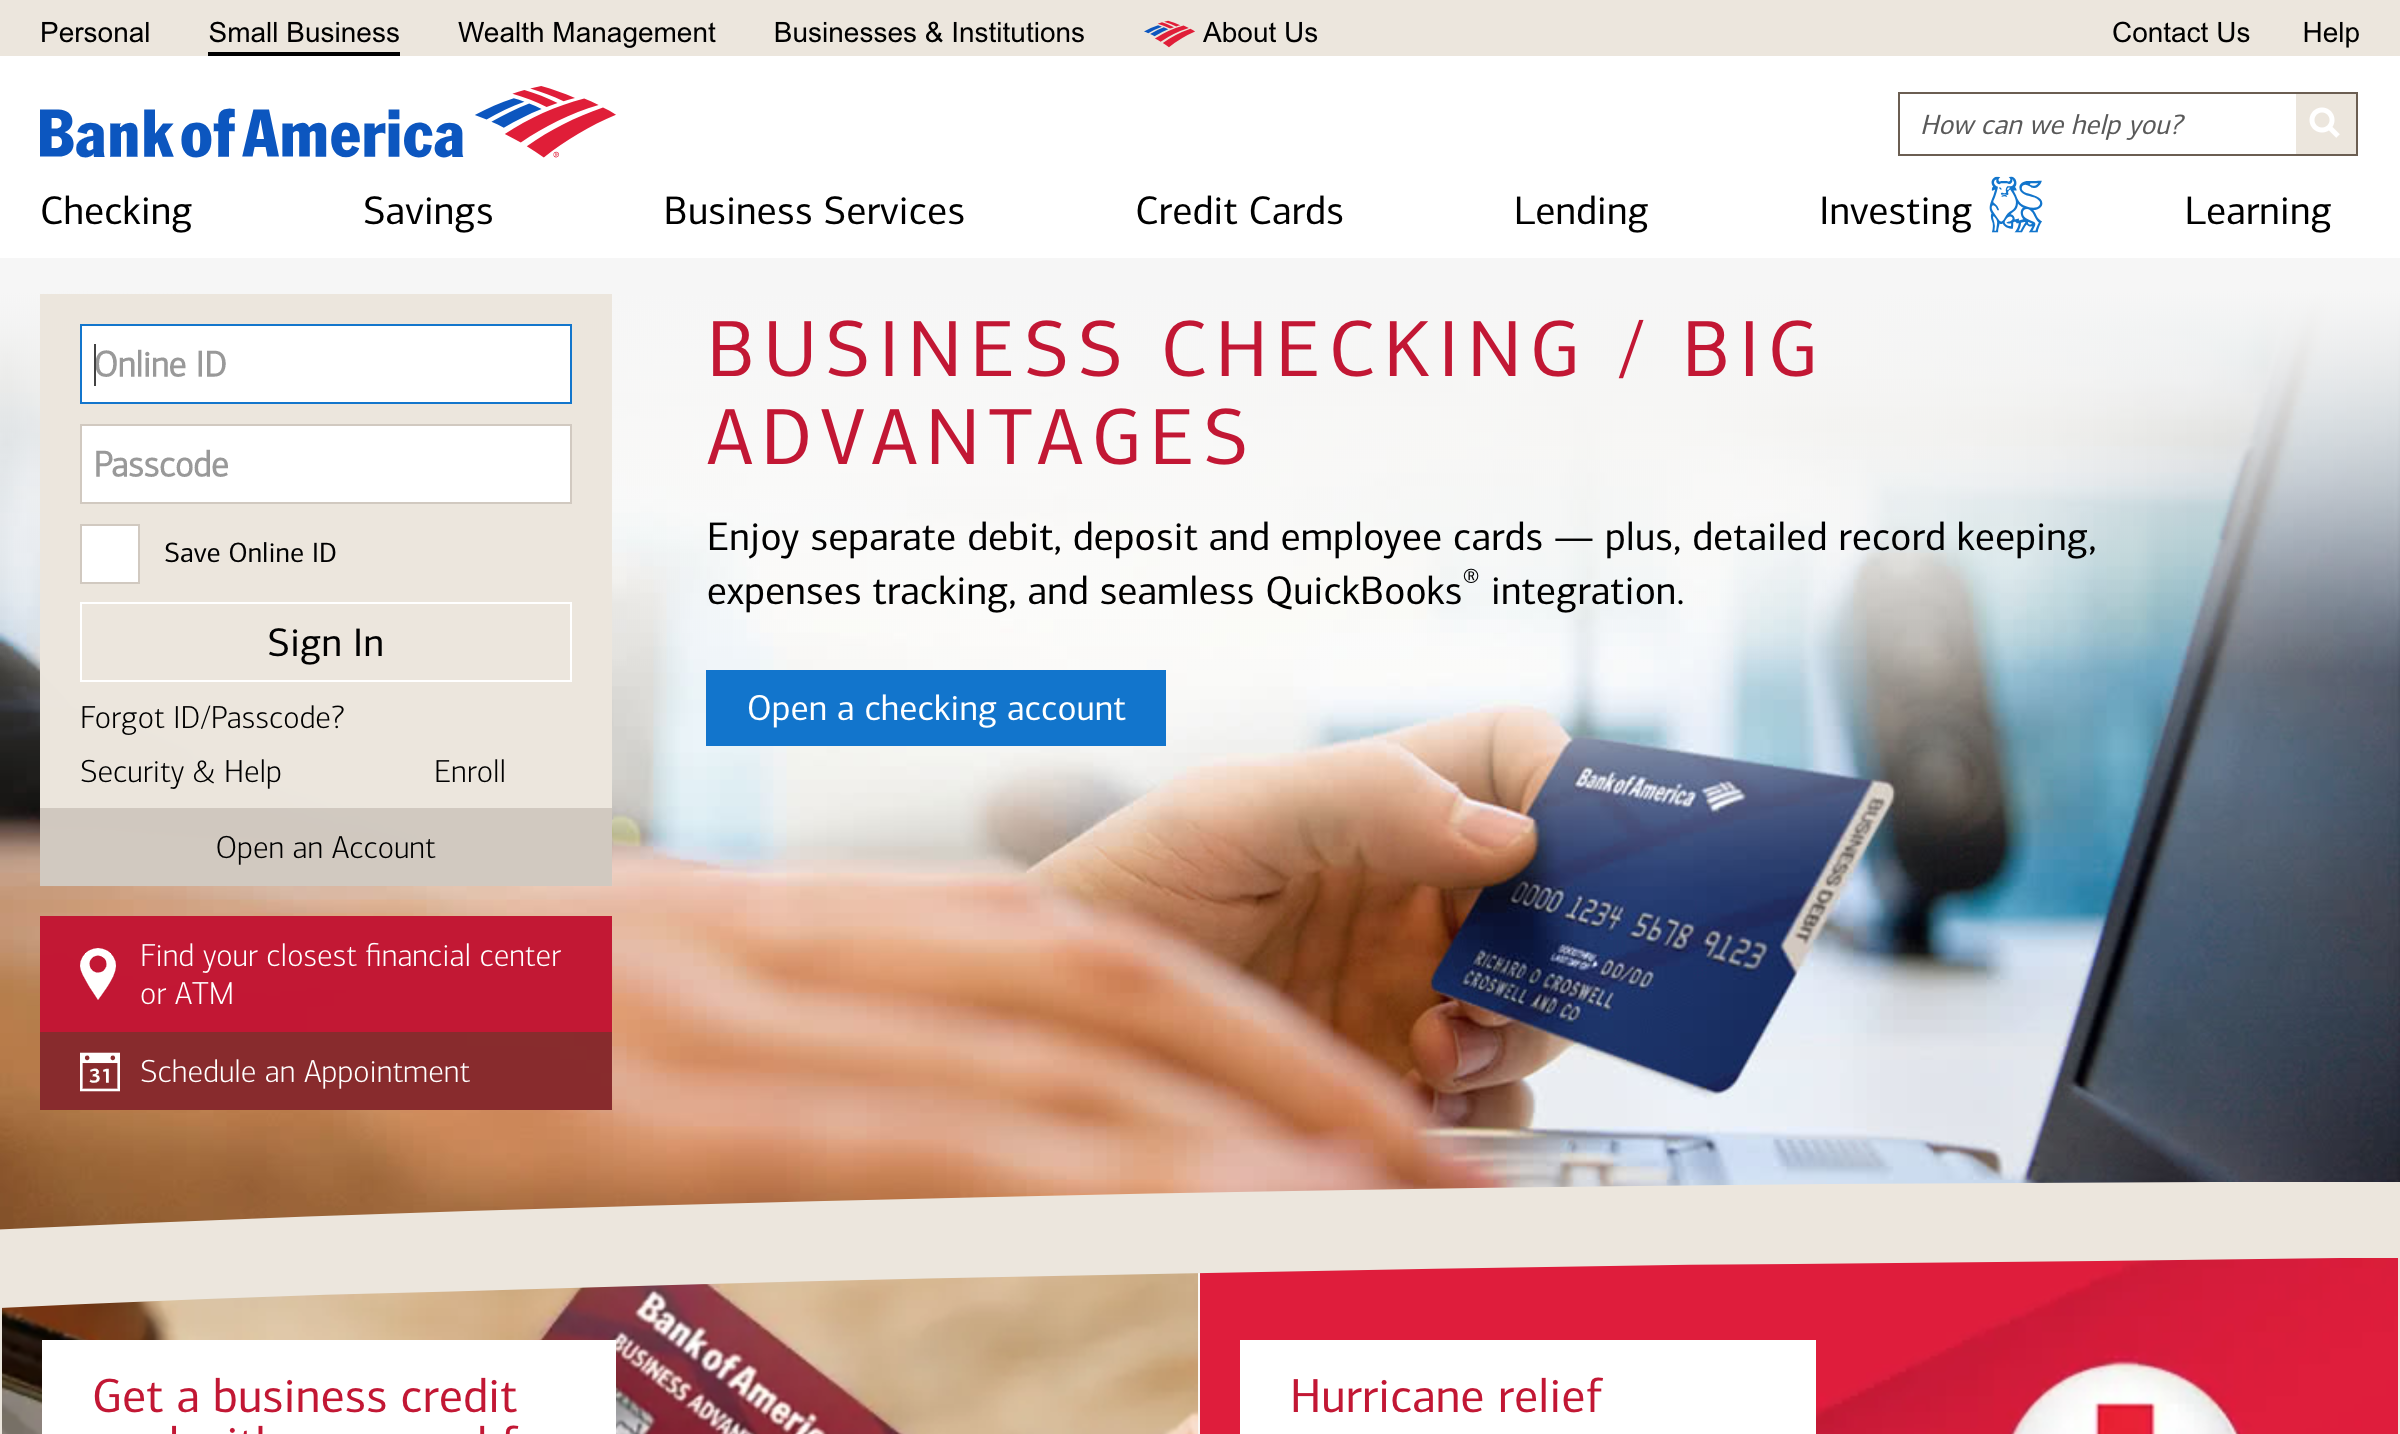 Personal Small Business Wealth Management Businesses & Institutions About Us Contact Us Help
Bank of America
How can we help you?
Checking Savings Business Services Credit Cards Lending Investing Learning
Online ID
Passcode
Save Online ID
Sign In
Forgot ID/Passcode?
Security & Help Enroll
Open an Account
Find your closest financial center
or ATM
31 Schedule an Appointment
BUSINESS CHECKING / BIG
ADVANTAGES
Enjoy separate debit, deposit and employee cards — plus, detailed record keeping,
expenses tracking, and seamless QuickBooks® integration.
Open a checking account
Bank of America
BUSINESS DEBIT
0000 1234 5678 9123
00/00
RICHARD D CROSWELL
CROSWELL AND CO
Get a business credit
Bank of Americ
BUSINESS ADVAN
Hurricane relief